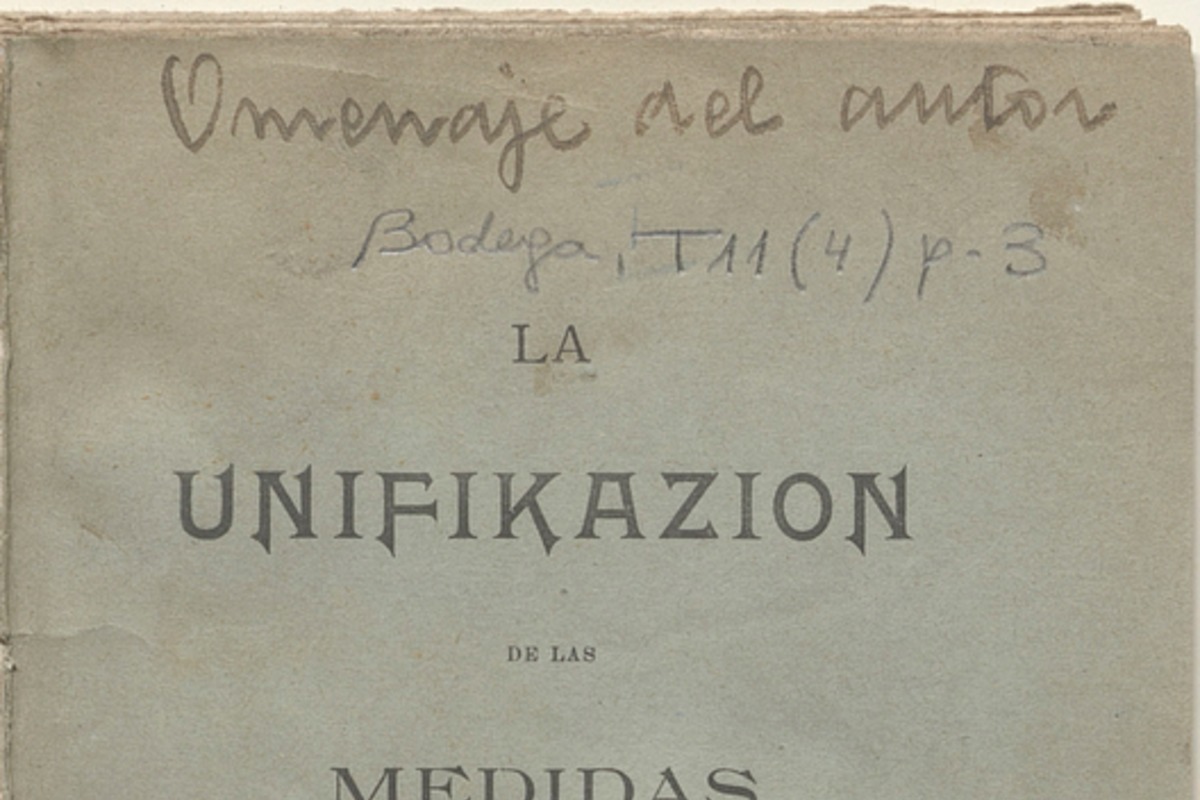 Omenaje del autor
Bodega, T11(4) p-3
LA
UNIFIKAZION
DE LAS
MEDIDAS